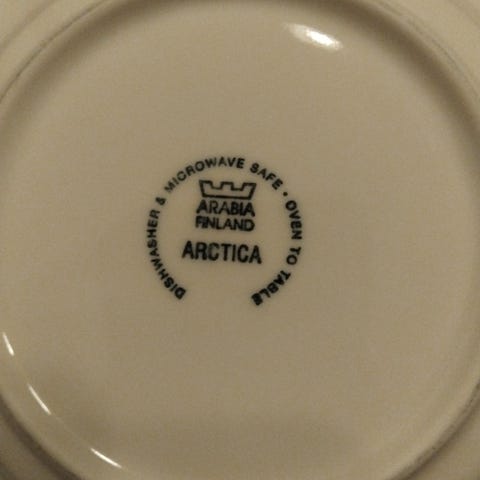 DISHWASHER & MICROWAVE SAFE · OVEN TO TABLE
ARABIA
FINLAND
ARCTICA